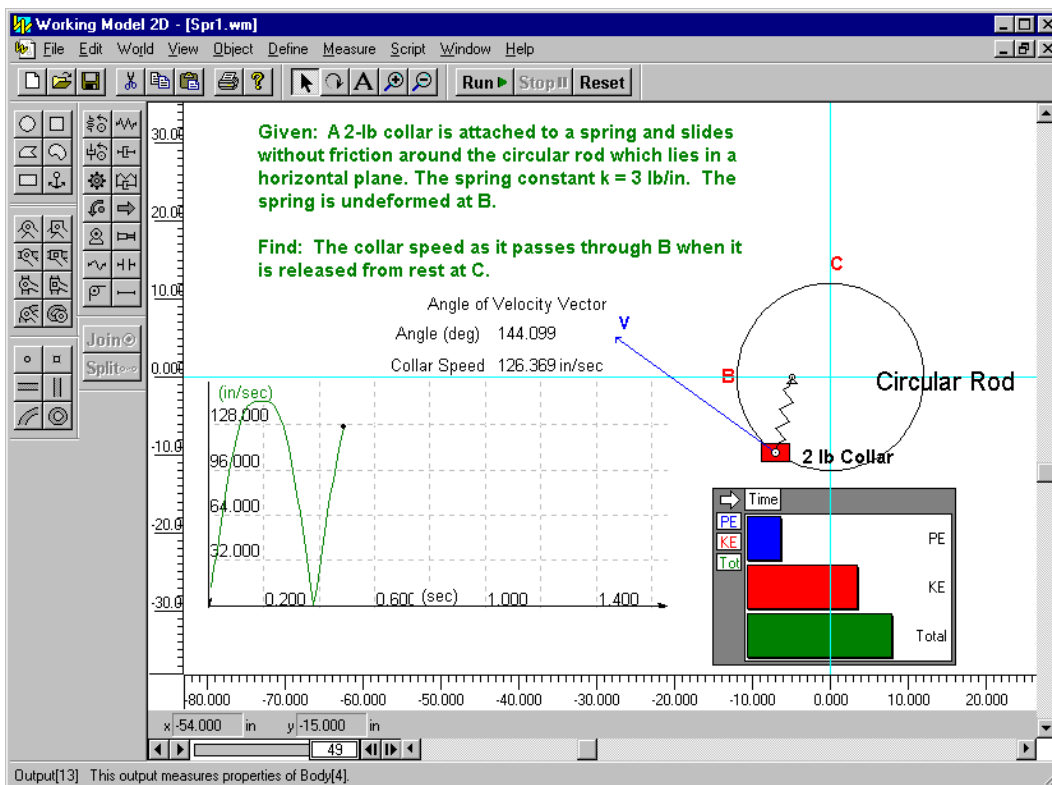 Working Model 2D - [Spr1.wm]
File Edit World View Object Define Measure Script Window Help
A Run Stop Reset
Join
Split
30.00
20.00
10.00
0.000
-10.0
-20.0
-30.0
Given: A 2-lb collar is attached to a spring and slides
without friction around the circular rod which lies in a
horizontal plane. The spring constant k = 3 lb/in. The
spring is undeformed at B.
Find: The collar speed as it passes through B when it
is released from rest at C.
Angle of Velocity Vector
Angle (deg) 144.099
Collar Speed 126.369 in/sec
V
C
B
Circular Rod
2 lb Collar
(in/sec)
128.000
96.000
64.000
32.000
0.200 0.600 (sec) 1.000 1.400
Time
PE
KE
Tot
PE
KE
Total
-80.000 -70.000 -60.000 -50.000 -40.000 -30.000 -20.000 -10.000 0.000 10.000 20.000
x -54.000 in y -15.000 in
49
Output[13] This output measures properties of Body[4].